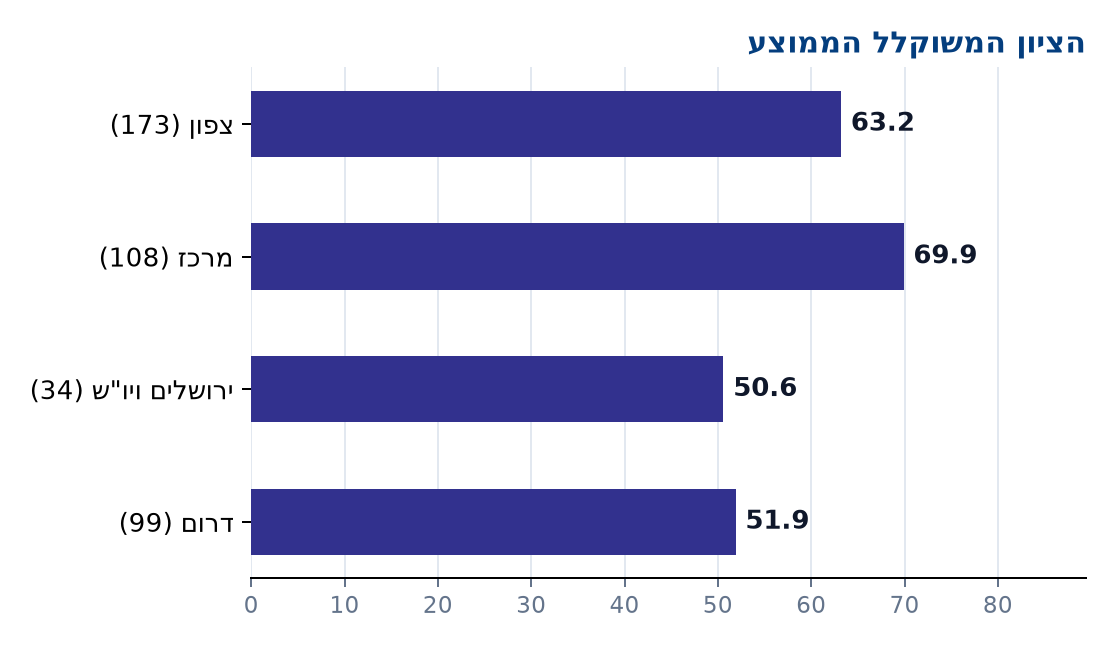 הציון המשוקלל הממוצע
צפון (173)
63.2
מרכז (108)
69.9
ירושלים ויו"ש (34)
50.6
דרום (99)
51.9
0 10 20 30 40 50 60 70 80